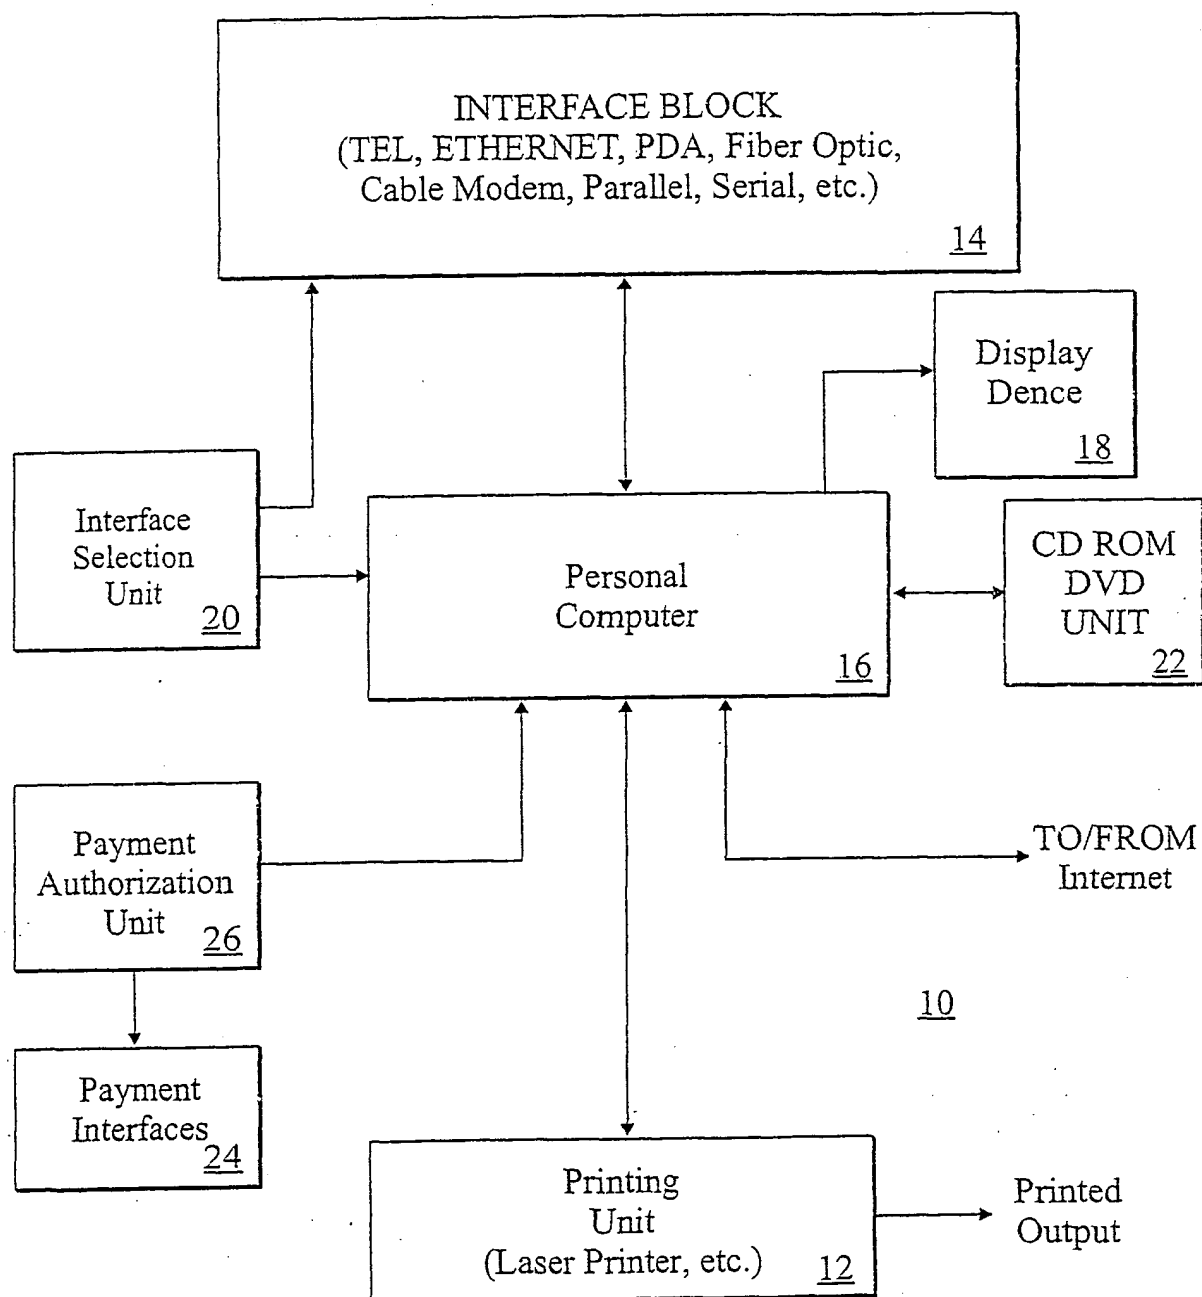 INTERFACE BLOCK
(TEL, ETHERNET, PDA, Fiber Optic,
Cable Modem, Parallel, Serial, etc.)
14
Display
Dence
18
Interface
Selection
Unit
20
Personal
Computer
16
CD ROM
DVD
UNIT
22
Payment
Authorization
Unit
26
TO/FROM
Internet
10
Payment
Interfaces
24
Printing
Unit
(Laser Printer, etc.)
12
Printed
Output